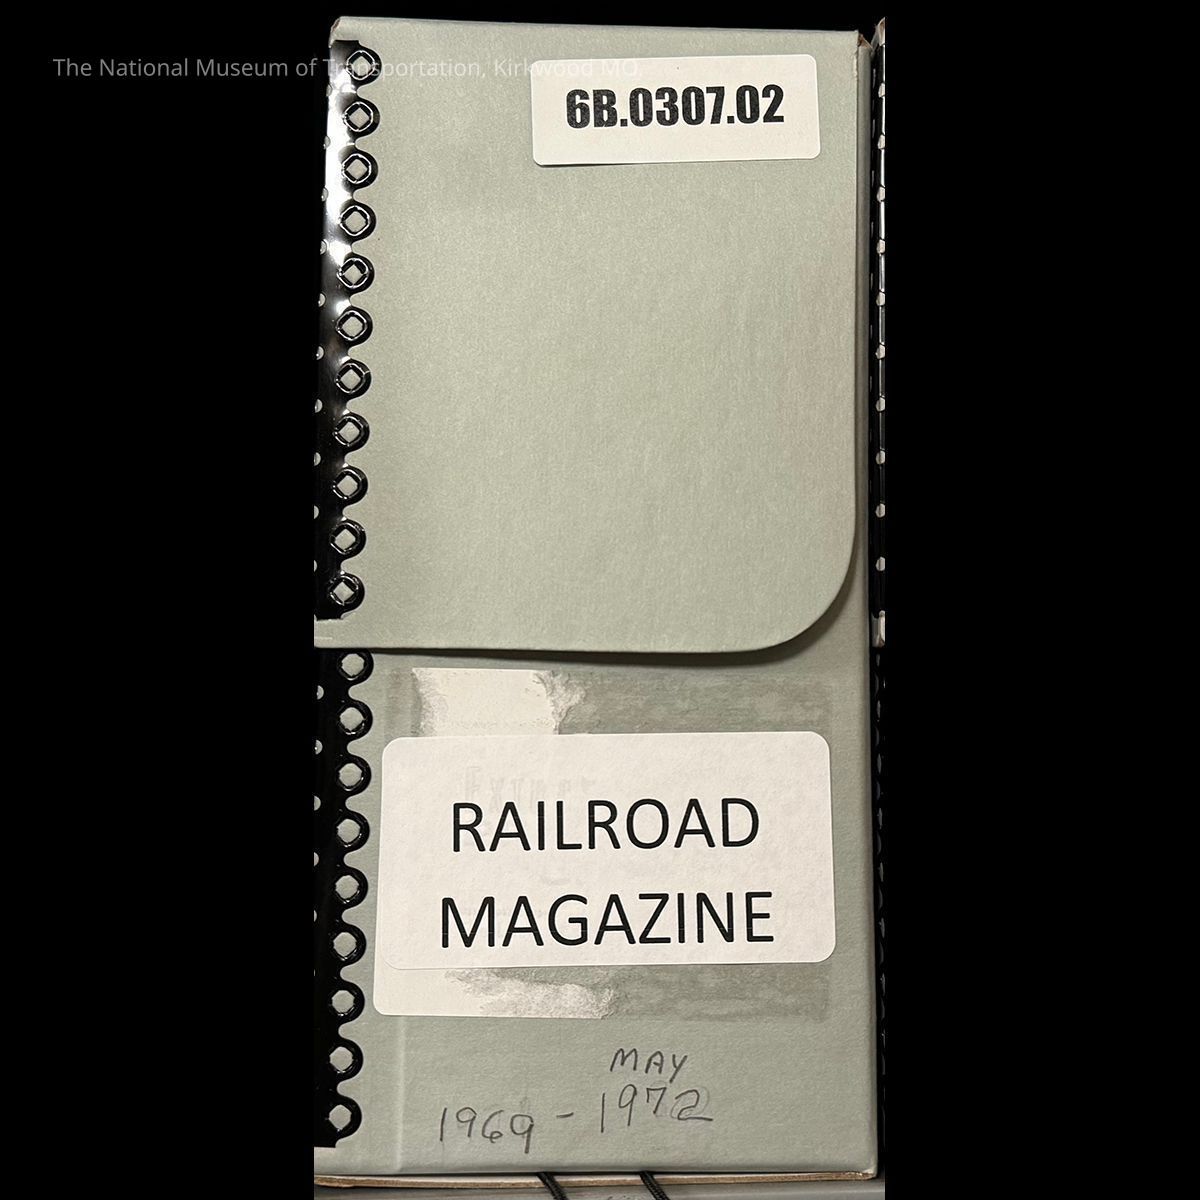 The National Museum of Transportation, Kirkwood MO.
6B.0307.02
RAILROAD
MAGAZINE
MAY
1969 - 1972